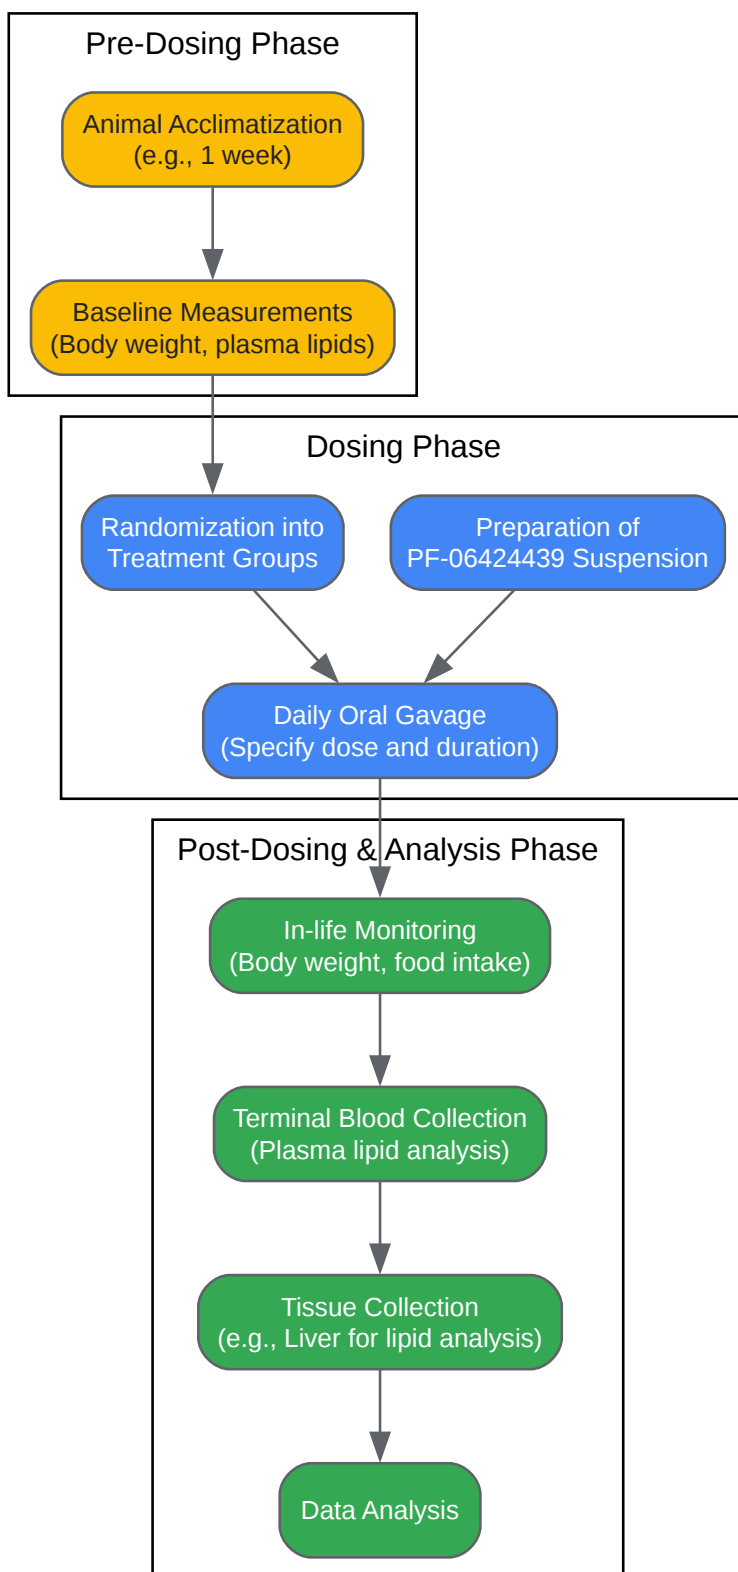 Pre-Dosing Phase
Animal Acclimatization
(e.g., 1 week)
Baseline Measurements
(Body weight, plasma lipids)
Dosing Phase
Randomization into
Treatment Groups
Preparation of
PF-06424439 Suspension
Daily Oral Gavage
(Specify dose and duration)
Post-Dosing & Analysis Phase
In-life Monitoring
(Body weight, food intake)
Terminal Blood Collection
(Plasma lipid analysis)
Tissue Collection
(e.g., Liver for lipid analysis)
Data Analysis